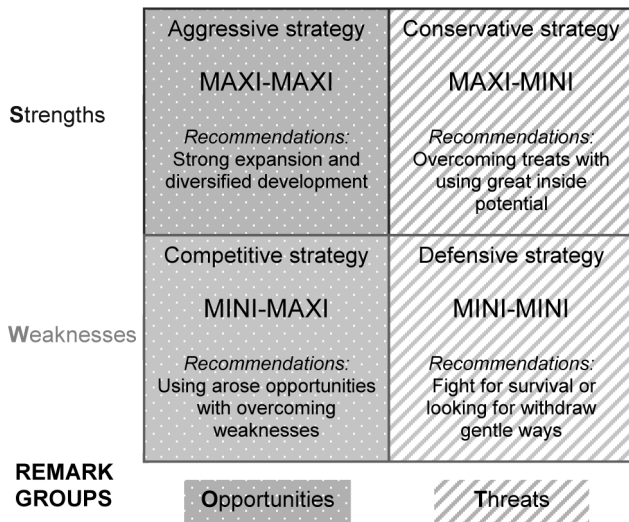 Aggressive strategy
MAXI-MAXI
Recommendations:
Strong expansion and
diversified development
Conservative strategy
MAXI-MINI
Recommendations:
Overcoming treats with
using great inside
potential
Strengths
Competitive strategy
MINI-MAXI
Recommendations:
Using arose opportunities
with overcoming
weaknesses
Defensive strategy
MINI-MINI
Recommendations:
Fight for survival or
looking for withdraw
gentle ways
Weaknesses
REMARK
GROUPS
Opportunities
Threats